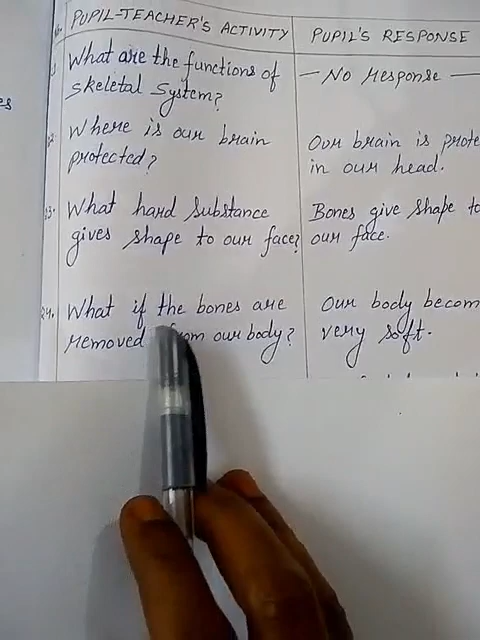 PUPIL-TEACHER'S ACTIVITY
PUPIL'S RESPONSE
What are the functions of
skeletal system?
— No response —
Where is our brain
protected?
Our brain is prote
in our head.
What hard substance
gives shape to our face?
Bones give shape to
our face.
What if the bones are
removed from our body?
Our body becom
very soft.